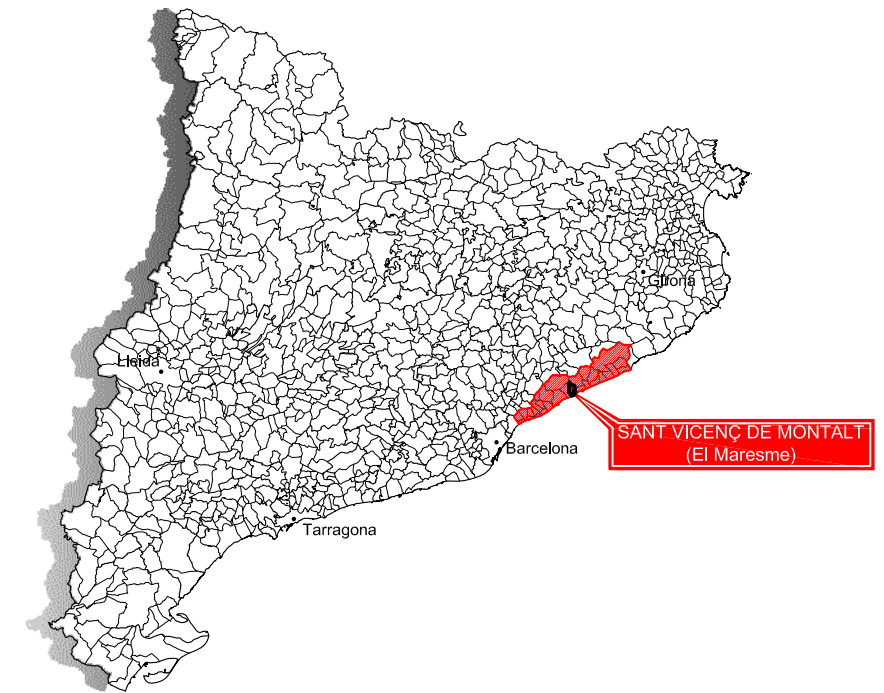 Girona
Lleida
SANT VICENÇ DE MONTALT
(El Maresme)
Barcelona
Tarragona